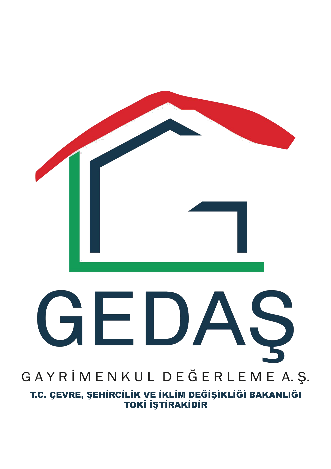 GEDAŞ
GAYRİMENKUL DEĞERLEME A.Ş.
T.C. ÇEVRE, ŞEHİRCİLİK VE İKLİM DEĞİŞİKLİĞİ BAKANLIĞI
TOKİ İŞTİRAKİDİR